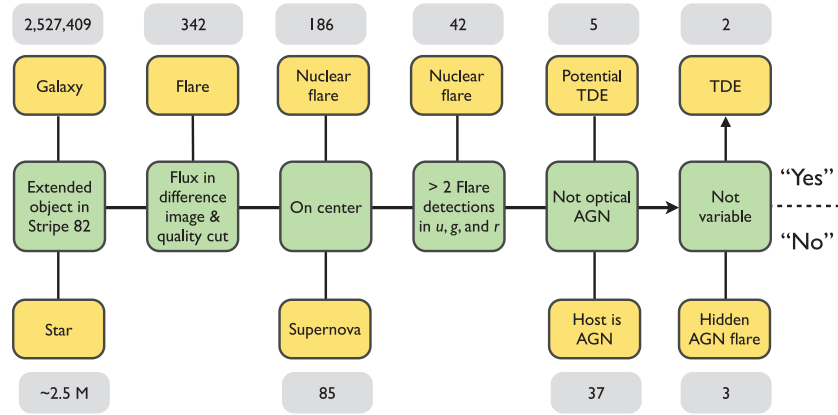 2,527,409
342
186
42
5
2
Galaxy
Flare
Nuclear
flare
Nuclear
flare
Potential
TDE
TDE
Extended
object in
Stripe 82
Flux in
difference
image &
quality cut
On center
> 2 Flare
detections
in u, g, and r
Not optical
AGN
Not
variable
“Yes”
“No”
Star
Supernova
Host is
AGN
Hidden
AGN flare
~2.5 M
85
37
3